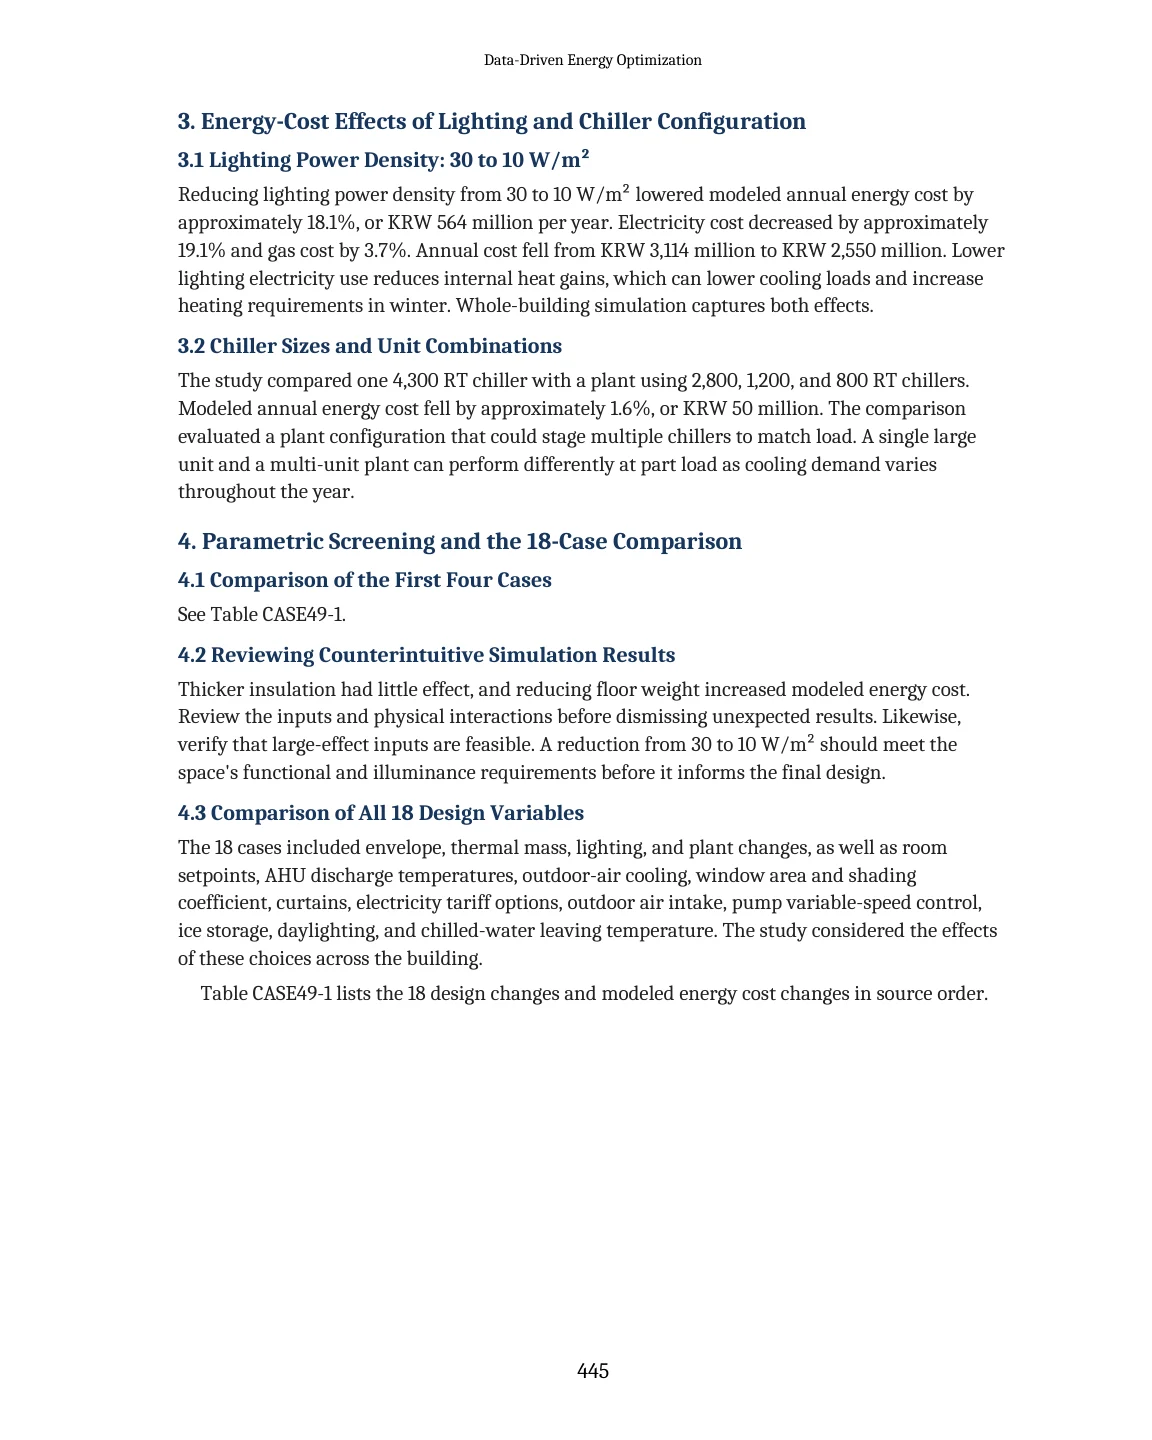 Data-Driven Energy Optimization
3. Energy-Cost Effects of Lighting and Chiller Configuration
3.1 Lighting Power Density: 30 to 10 W/m²
Reducing lighting power density from 30 to 10 W/m² lowered modeled annual energy cost by
approximately 18.1%, or KRW 564 million per year. Electricity cost decreased by approximately
19.1% and gas cost by 3.7%. Annual cost fell from KRW 3,114 million to KRW 2,550 million. Lower
lighting electricity use reduces internal heat gains, which can lower cooling loads and increase
heating requirements in winter. Whole-building simulation captures both effects.
3.2 Chiller Sizes and Unit Combinations
The study compared one 4,300 RT chiller with a plant using 2,800, 1,200, and 800 RT chillers.
Modeled annual energy cost fell by approximately 1.6%, or KRW 50 million. The comparison
evaluated a plant configuration that could stage multiple chillers to match load. A single large
unit and a multi-unit plant can perform differently at part load as cooling demand varies
throughout the year.
4. Parametric Screening and the 18-Case Comparison
4.1 Comparison of the First Four Cases
See Table CASE49-1.
4.2 Reviewing Counterintuitive Simulation Results
Thicker insulation had little effect, and reducing floor weight increased modeled energy cost.
Review the inputs and physical interactions before dismissing unexpected results. Likewise,
verify that large-effect inputs are feasible. A reduction from 30 to 10 W/m² should meet the
space's functional and illuminance requirements before it informs the final design.
4.3 Comparison of All 18 Design Variables
The 18 cases included envelope, thermal mass, lighting, and plant changes, as well as room
setpoints, AHU discharge temperatures, outdoor-air cooling, window area and shading
coefficient, curtains, electricity tariff options, outdoor air intake, pump variable-speed control,
ice storage, daylighting, and chilled-water leaving temperature. The study considered the effects
of these choices across the building.
Table CASE49-1 lists the 18 design changes and modeled energy cost changes in source order.
445